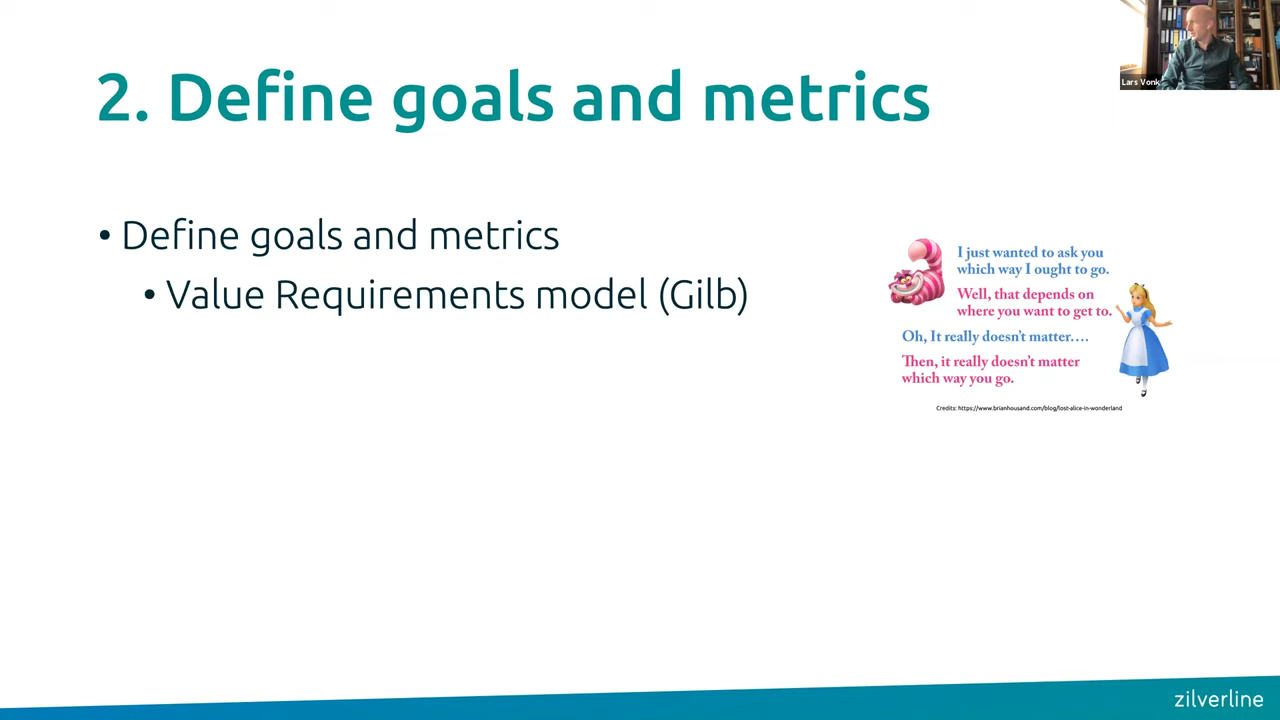 Lars Vonk
2. Define goals and metrics
• Define goals and metrics
• Value Requirements model (Gilb)
I just wanted to ask you
which way I ought to go.
Well, that depends on
where you want to get to.
Oh, It really doesn't matter....
Then, it really doesn't matter
which way you go.
Credits: https://www.brianhousand.com/blog/lost-alice-in-wonderland
zilverline